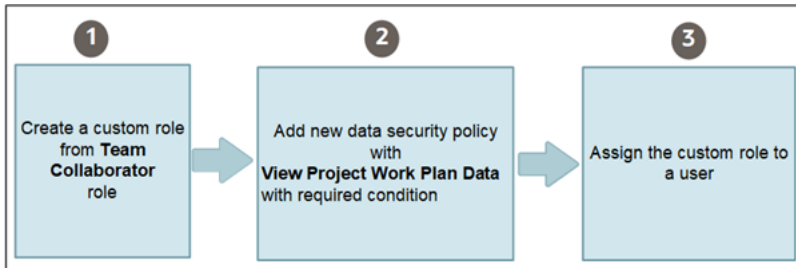 1
2
3
Create a custom role
from Team
Collaborator
role
Add new data security policy
with
View Project Work Plan Data
with required condition
Assign the custom role to
a user